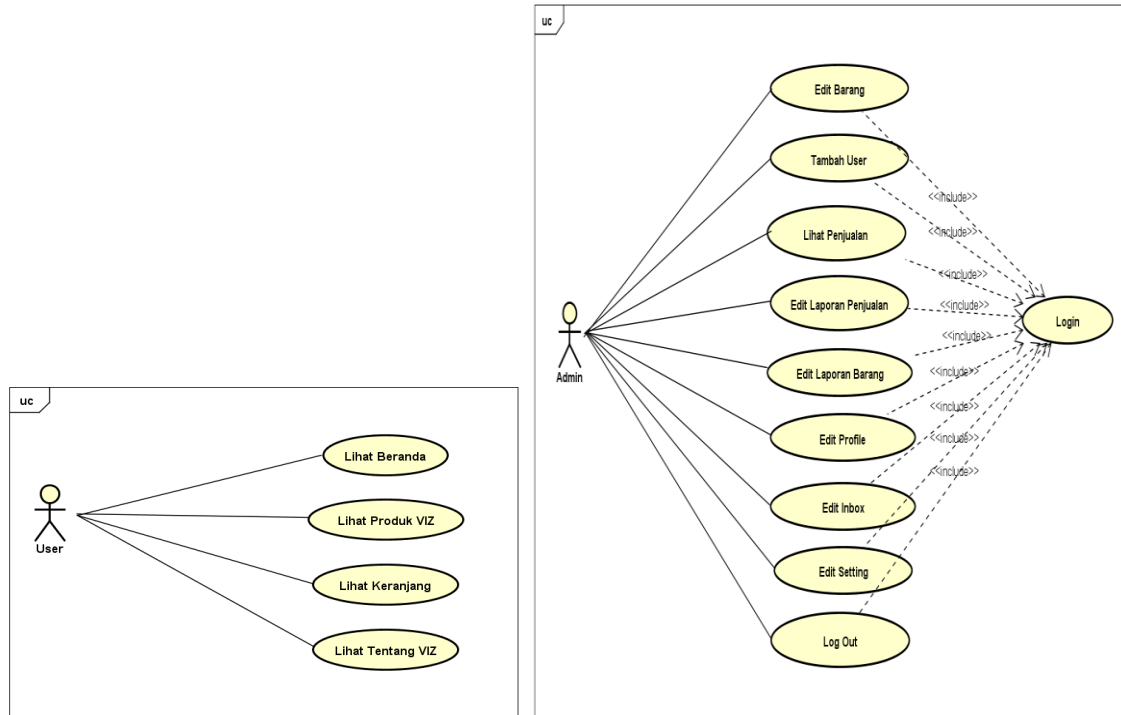 uc
User
Lihat Beranda
Lihat Produk VIZ
Lihat Keranjang
Lihat Tentang VIZ
uc
Admin
Edit Barang
Tambah User
Lihat Penjualan
Edit Laporan Penjualan
Edit Laporan Barang
Edit Profile
Edit Inbox
Edit Setting
Log Out
<<include>>
<<include>>
<<include>>
<<include>>
<<include>>
<<include>>
<<include>>
<<include>>
<<include>>
Login